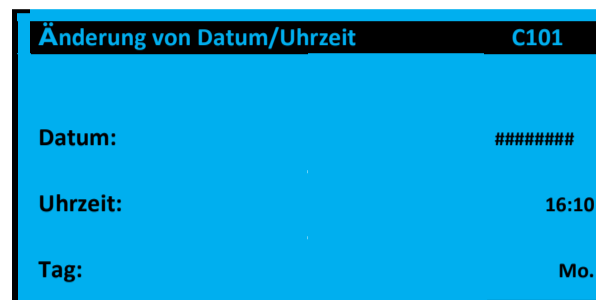 Änderung von Datum/Uhrzeit C101
Datum: ########
Uhrzeit: 16:10
Tag: Mo.